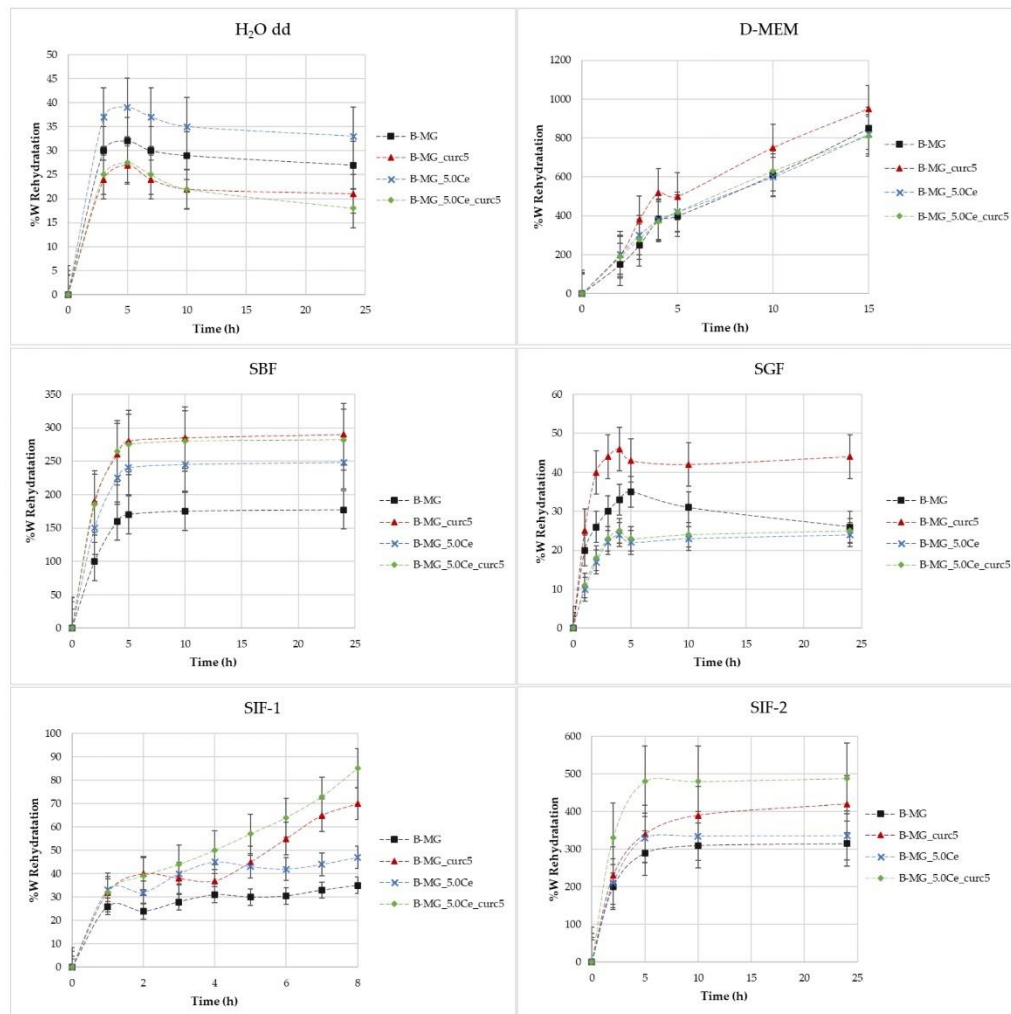 H₂O dd
%W Rehydratation
50
45
40
35
30
25
20
15
10
5
0
0 5 10 15 20 25
Time (h)
B-MG
B-MG_curc5
B-MG_5.0Ce
B-MG_5.0Ce_curc5
D-MEM
%W Rehydratation
1200
1000
800
600
400
200
0
0 5 10 15
Time (h)
B-MG
B-MG_curc5
B-MG_5.0Ce
B-MG_5.0Ce_curc5
SBF
%W Rehydratation
350
300
250
200
150
100
50
0
0 5 10 15 20 25
Time (h)
B-MG
B-MG_curc5
B-MG_5.0Ce
B-MG_5.0Ce_curc5
SGF
%W Rehydratation
60
50
40
30
20
10
0
0 5 10 15 20 25
Time (h)
B-MG
B-MG_curc5
B-MG_5.0Ce
B-MG_5.0Ce_curc5
SIF-1
%W Rehydratation
100
90
80
70
60
50
40
30
20
10
0
0 2 4 6 8
Time (h)
B-MG
B-MG_curc5
B-MG_5.0Ce
B-MG_5.0Ce_curc5
SIF-2
%W Rehydratation
600
500
400
300
200
100
0
0 5 10 15 20 25
Time (h)
B-MG
B-MG_curc5
B-MG_5.0Ce
B-MG_5.0Ce_curc5